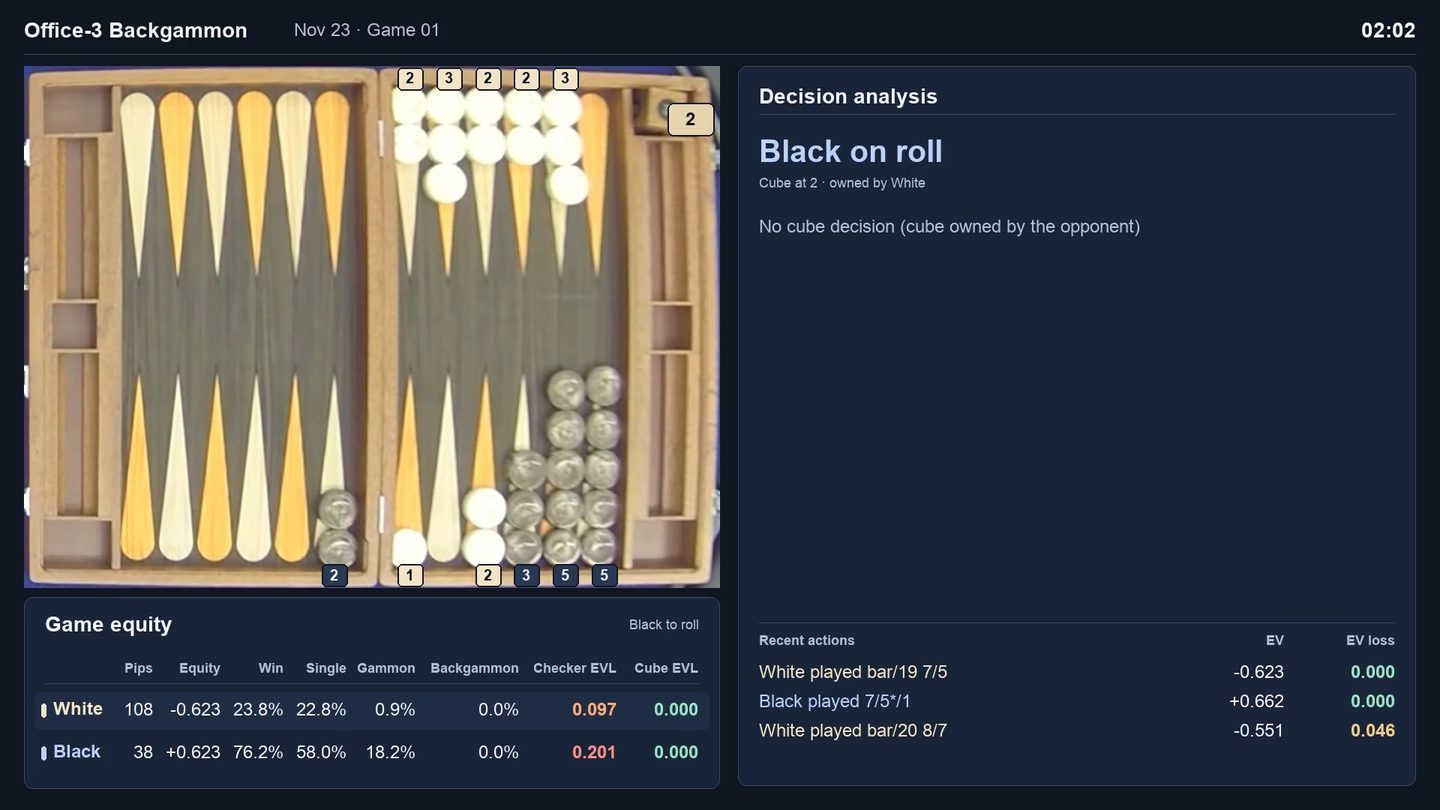 Office-3 Backgammon Nov 23 · Game 01 02:02
2 3 2 2 3
2
2 1 2 3 5 5
Decision analysis
Black on roll
Cube at 2 · owned by White
No cube decision (cube owned by the opponent)
Game equity Black to roll
Pips Equity Win Single Gammon Backgammon Checker EVL Cube EVL
White 108 -0.623 23.8% 22.8% 0.9% 0.0% 0.097 0.000
Black 38 +0.623 76.2% 58.0% 18.2% 0.0% 0.201 0.000
Recent actions EV EV loss
White played bar/19 7/5 -0.623 0.000
Black played 7/5*/1 +0.662 0.000
White played bar/20 8/7 -0.551 0.046